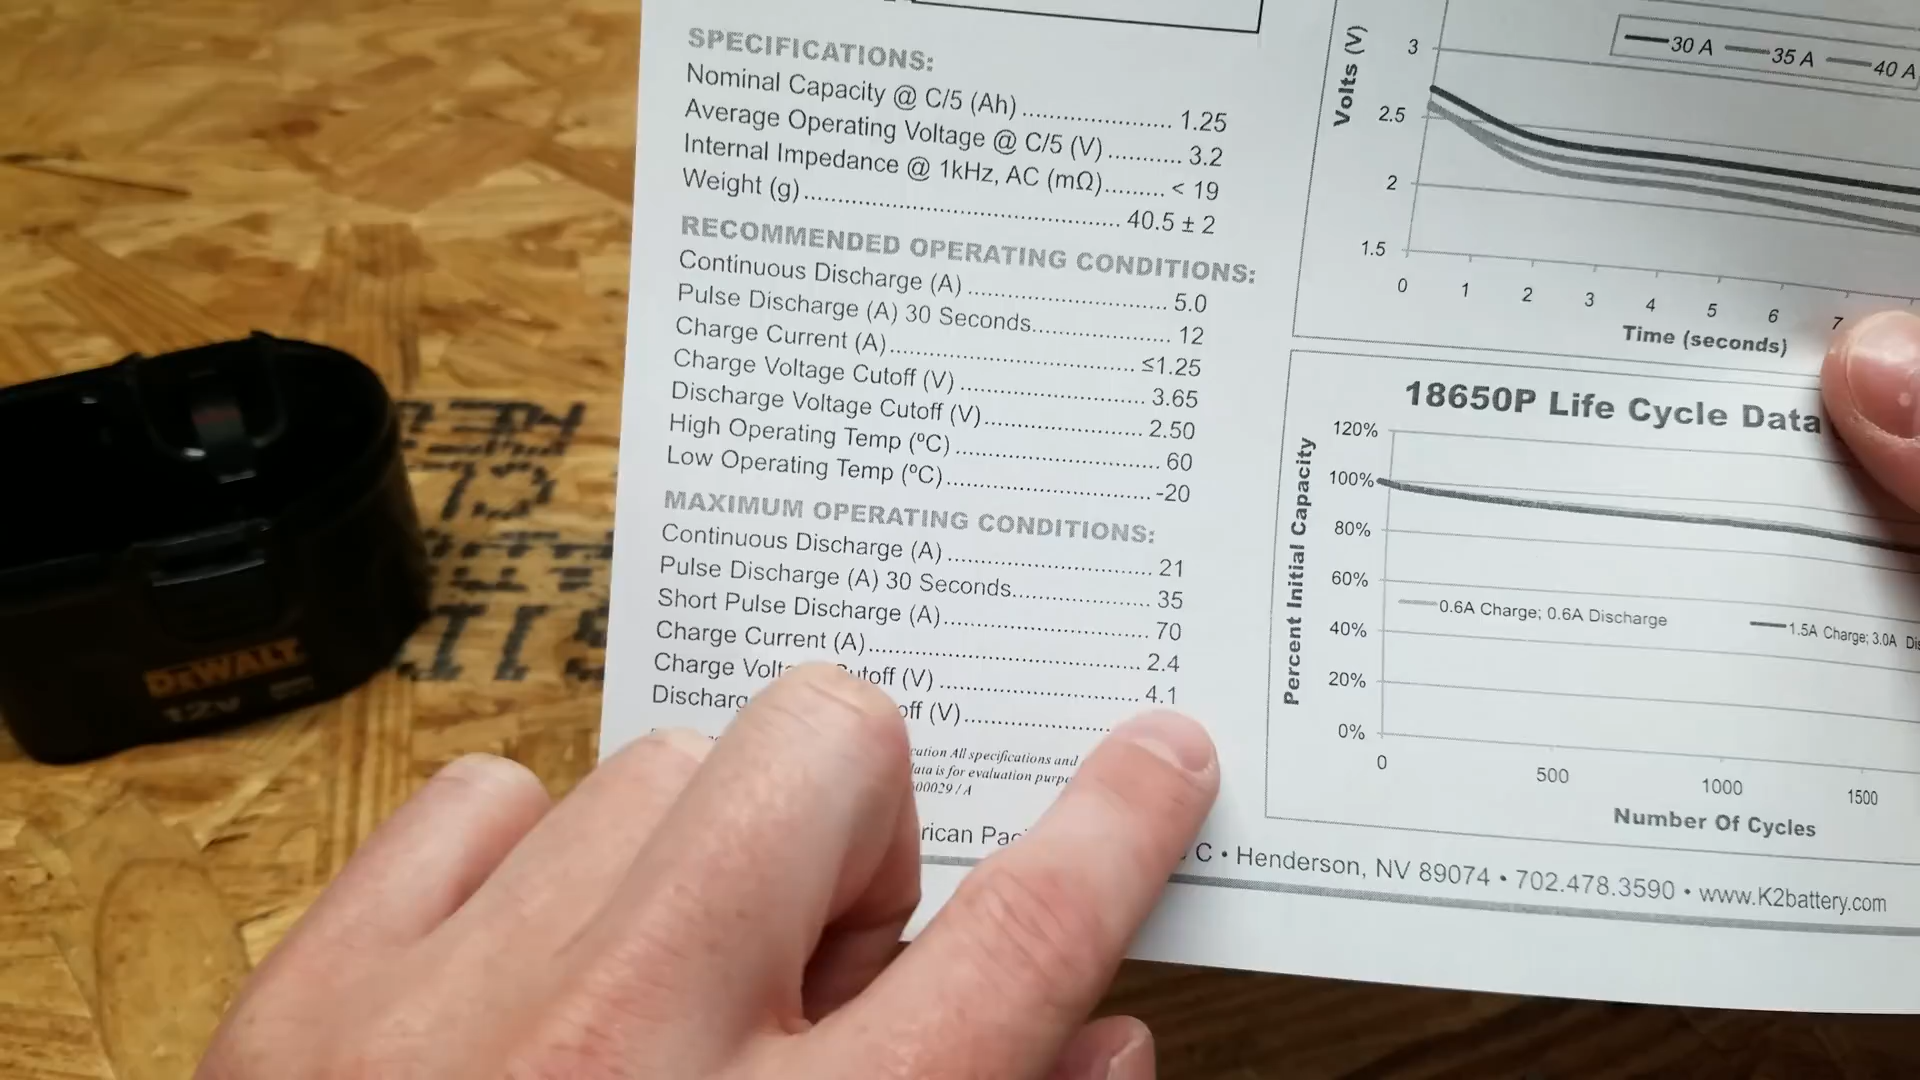 SPECIFICATIONS:
Nominal Capacity @ C/5 (Ah) ........................ 1.25
Average Operating Voltage @ C/5 (V) ........... 3.2
Internal Impedance @ 1kHz, AC (mΩ)......... < 19
Weight (g) ................................................ 40.5 ± 2
RECOMMENDED OPERATING CONDITIONS:
Continuous Discharge (A) .............................. 5.0
Pulse Discharge (A) 30 Seconds..................... 12
Charge Current (A)..................................... ≤1.25
Charge Voltage Cutoff (V) ............................ 3.65
Discharge Voltage Cutoff (V)........................ 2.50
High Operating Temp (ºC) ............................... 60
Low Operating Temp (ºC)............................... -20
MAXIMUM OPERATING CONDITIONS:
Continuous Discharge (A) ............................... 21
Pulse Discharge (A) 30 Seconds..................... 35
Short Pulse Discharge (A)............................... 70
Charge Current (A)......................................... 2.4
Charge (V) .............................. 4.1
(V)......................
All specifications and
data is for evaluation
/ A
C • Henderson, NV 89074 • 702.478.3590 • www.K2battery.com
Volts (V)
30 A 35 A 40 A
3
2.5
2
1.5
0 1 2 3 4 5 6 7
Time (seconds)
18650P Life Cycle Data
Percent Initial Capacity
120%
100%
80%
60%
40%
20%
0%
0.6A Charge; 0.6A Discharge
1.5A Charge; 3.0A
0 500 1000 1500
Number Of Cycles
DEWALT
12V